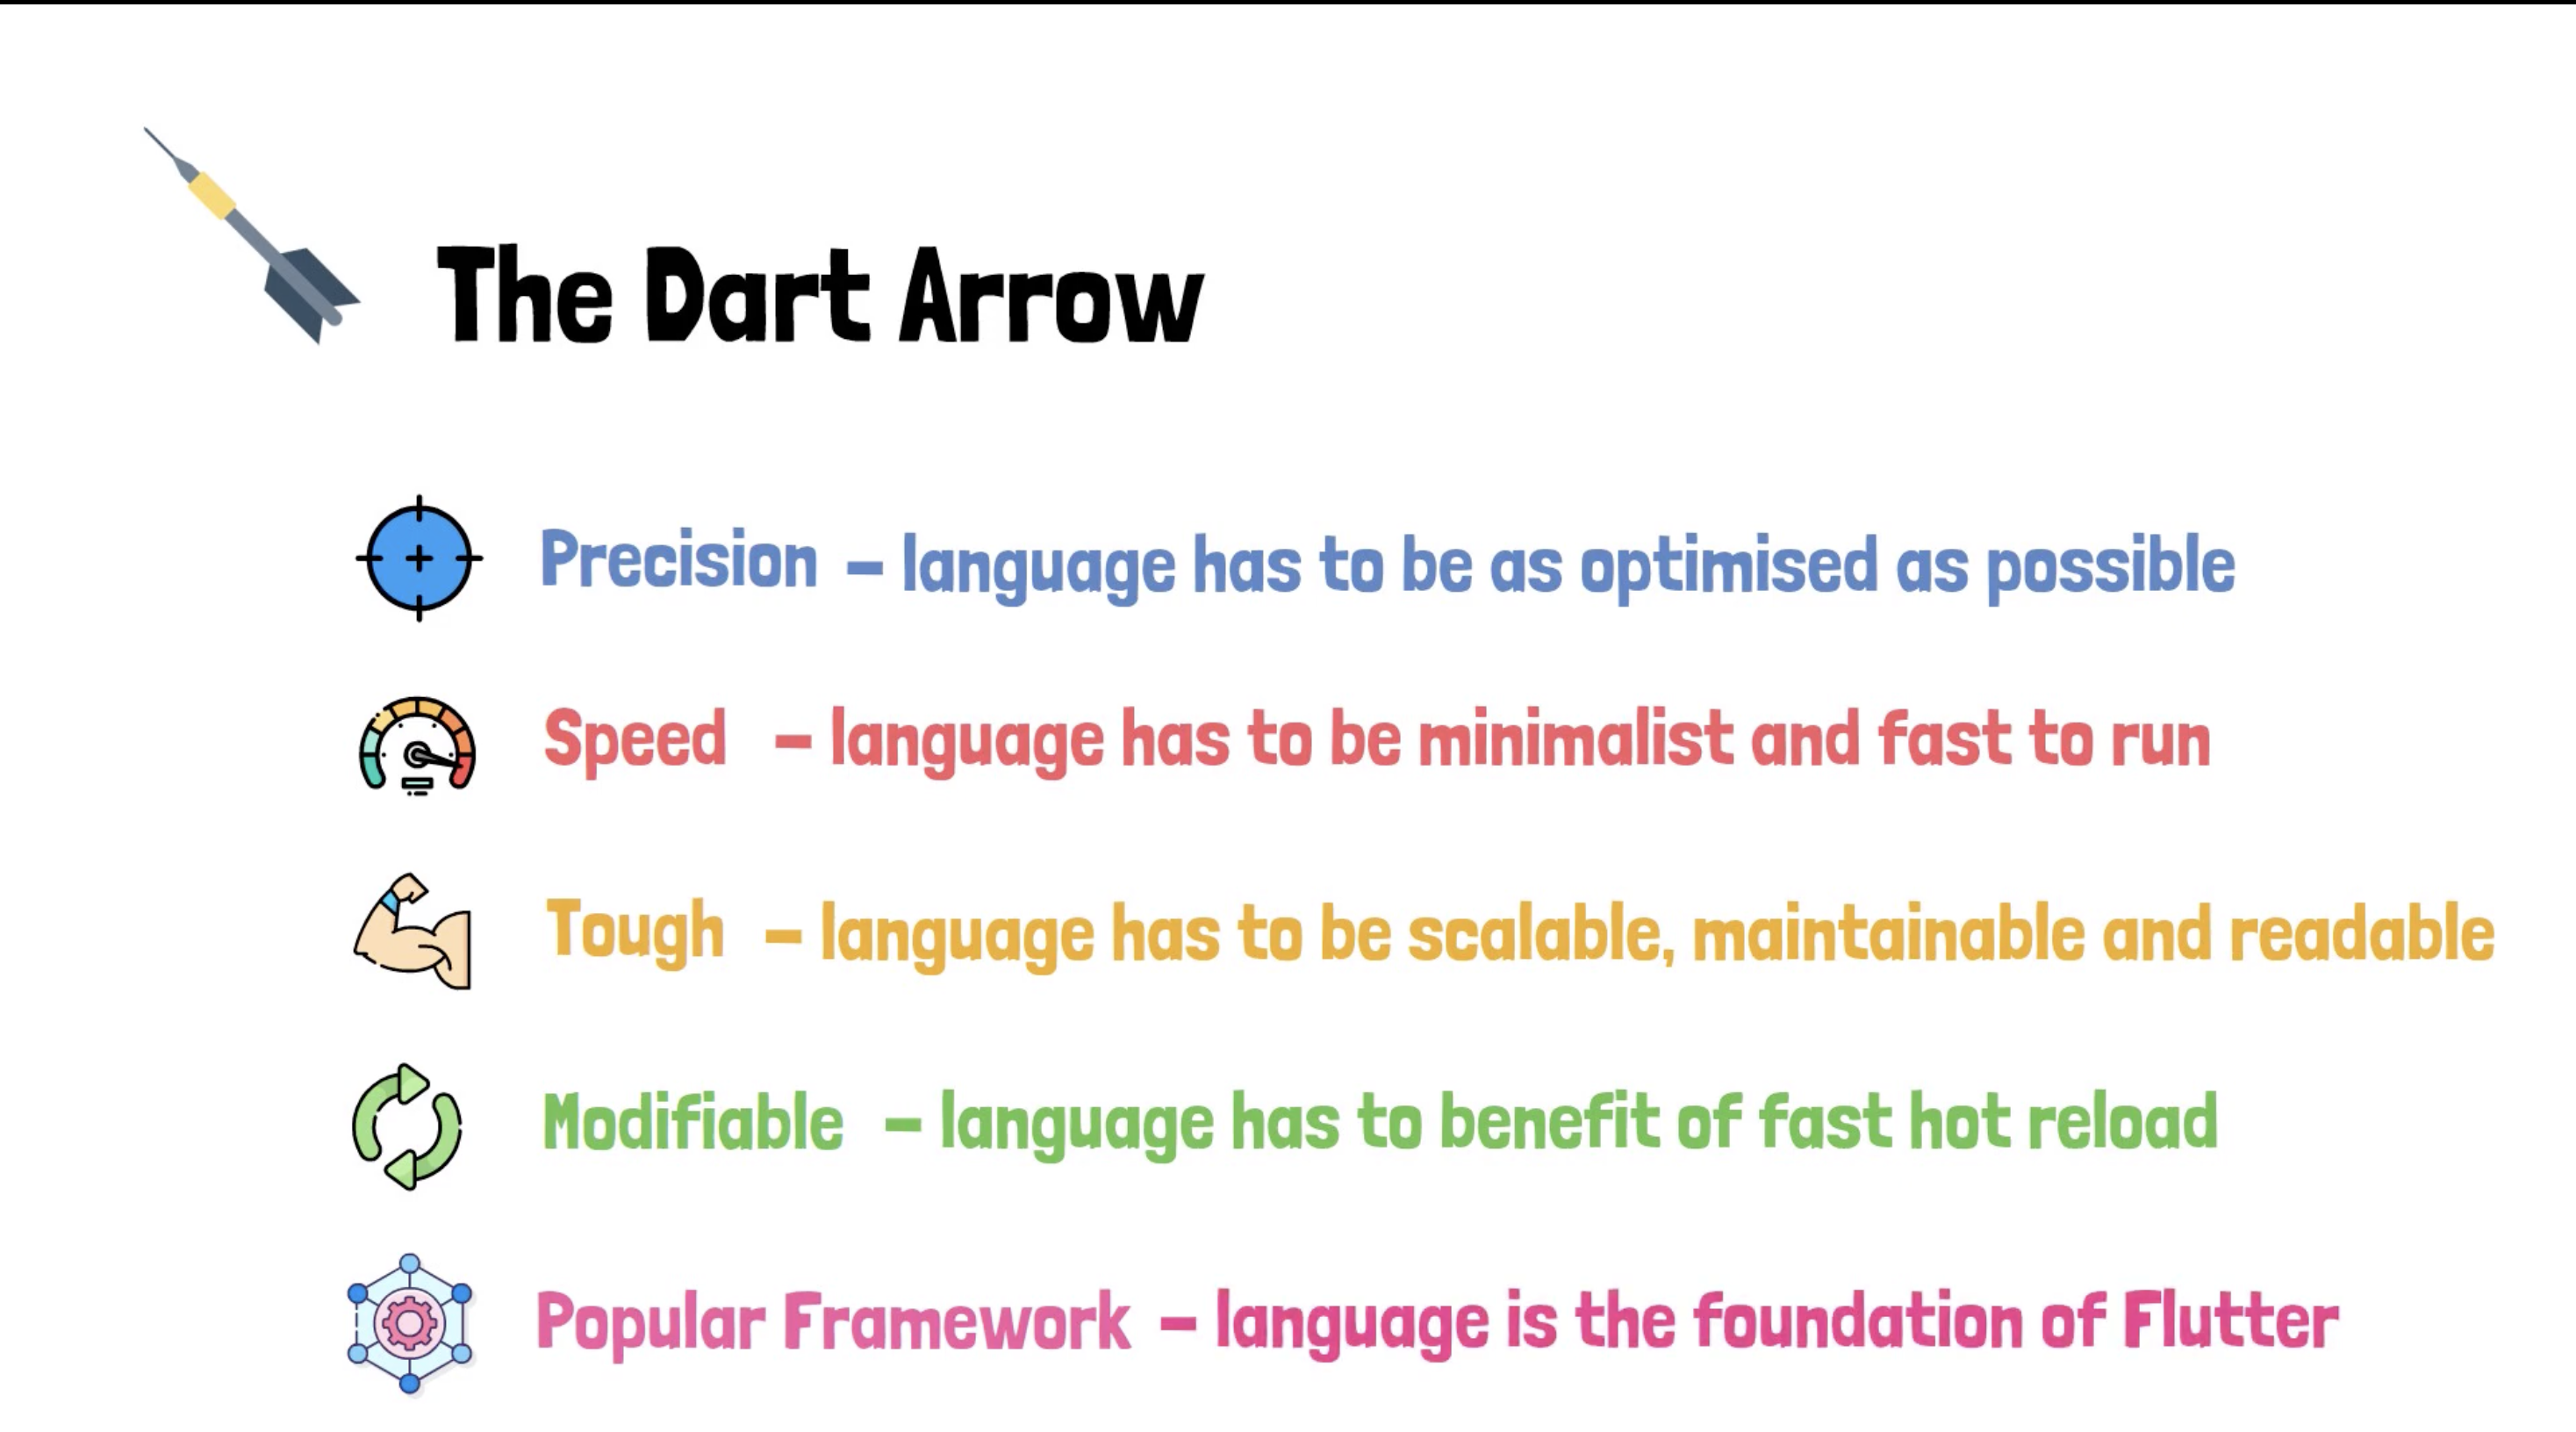 The Dart Arrow
Precision – language has to be as optimised as possible
Speed – language has to be minimalist and fast to run
Tough – language has to be scalable, maintainable and readable
Modifiable – language has to benefit of fast hot reload
Popular Framework – language is the foundation of Flutter